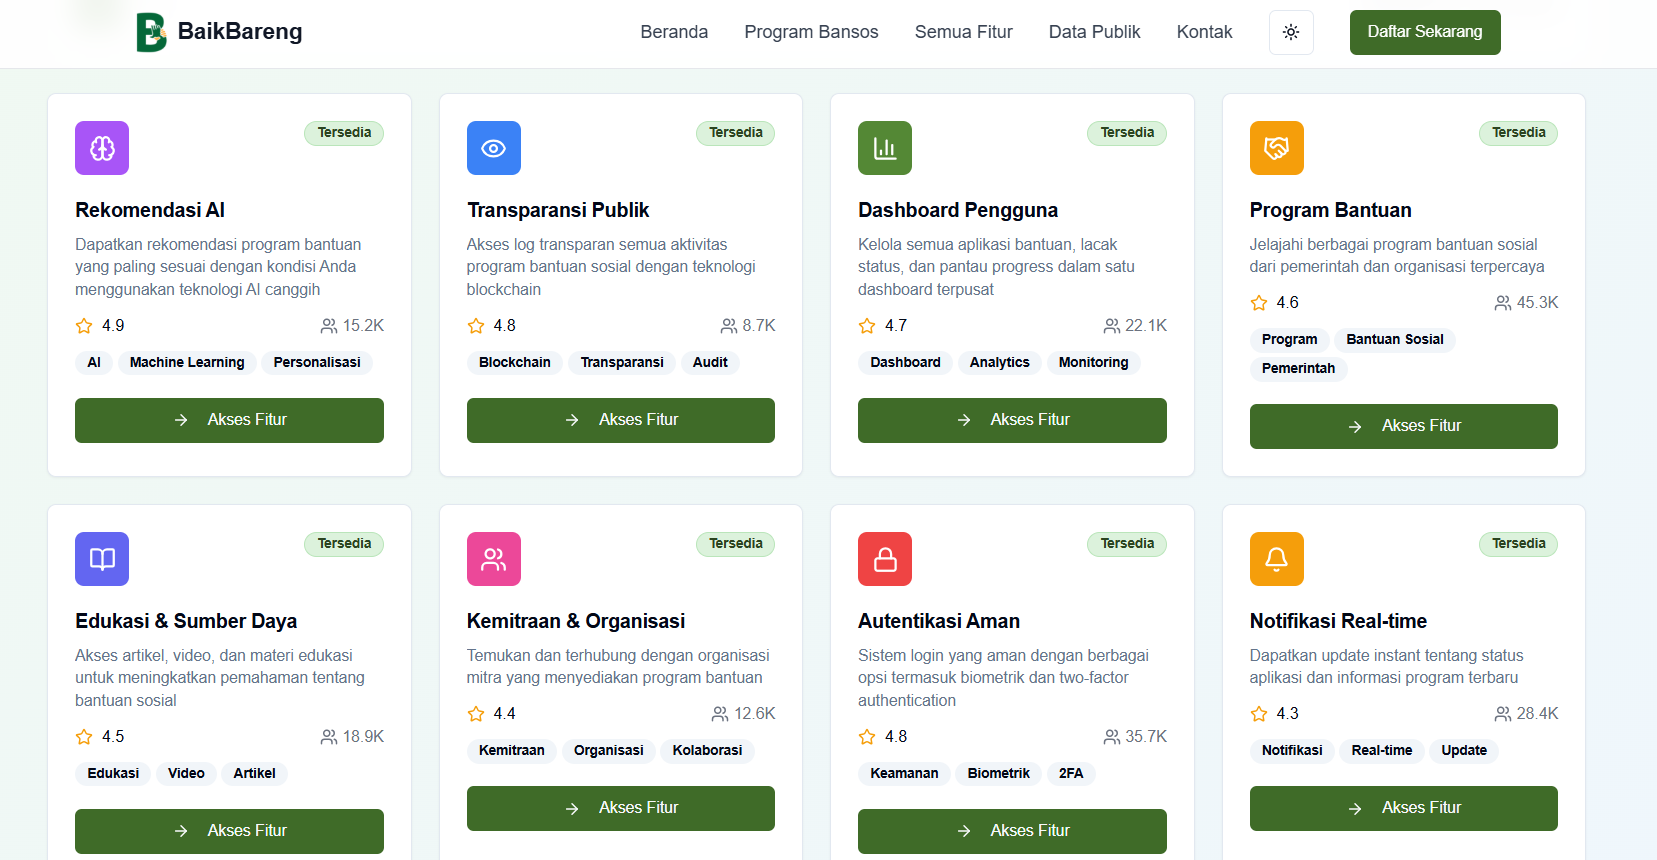 BaikBareng
Beranda
Program Bansos
Semua Fitur
Data Publik
Kontak
Daftar Sekarang
Tersedia
Rekomendasi AI
Dapatkan rekomendasi program bantuan
yang paling sesuai dengan kondisi Anda
menggunakan teknologi AI canggih
4.9
15.2K
AI
Machine Learning
Personalisasi
Akses Fitur
Tersedia
Transparansi Publik
Akses log transparan semua aktivitas
program bantuan sosial dengan teknologi
blockchain
4.8
8.7K
Blockchain
Transparansi
Audit
Akses Fitur
Tersedia
Dashboard Pengguna
Kelola semua aplikasi bantuan, lacak
status, dan pantau progress dalam satu
dashboard terpusat
4.7
22.1K
Dashboard
Analytics
Monitoring
Akses Fitur
Tersedia
Program Bantuan
Jelajahi berbagai program bantuan sosial
dari pemerintah dan organisasi terpercaya
4.6
45.3K
Program
Bantuan Sosial
Pemerintah
Akses Fitur
Tersedia
Edukasi & Sumber Daya
Akses artikel, video, dan materi edukasi
untuk meningkatkan pemahaman tentang
bantuan sosial
4.5
18.9K
Edukasi
Video
Artikel
Akses Fitur
Tersedia
Kemitraan & Organisasi
Temukan dan terhubung dengan organisasi
mitra yang menyediakan program bantuan
4.4
12.6K
Kemitraan
Organisasi
Kolaborasi
Akses Fitur
Tersedia
Autentikasi Aman
Sistem login yang aman dengan berbagai
opsi termasuk biometrik dan two-factor
authentication
4.8
35.7K
Keamanan
Biometrik
2FA
Akses Fitur
Tersedia
Notifikasi Real-time
Dapatkan update instant tentang status
aplikasi dan informasi program terbaru
4.3
28.4K
Notifikasi
Real-time
Update
Akses Fitur